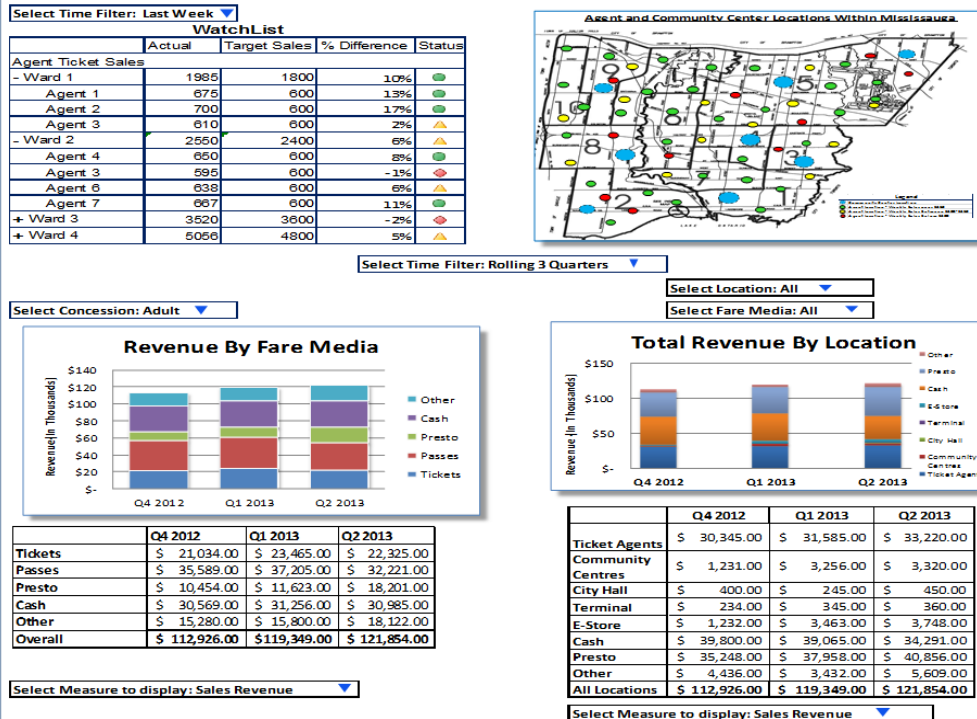 Select Time Filter: Last Week
WatchList
Actual Target Sales % Difference Status
Agent Ticket Sales
- Ward 1 1985 1800 10%
Agent 1 675 600 13%
Agent 2 700 600 17%
Agent 3 610 600 2%
- Ward 2 2550 2400 6%
Agent 4 650 600 8%
Agent 3 595 600 -1%
Agent 6 638 600 6%
Agent 7 667 600 11%
+ Ward 3 3520 3600 -2%
+ Ward 4 5056 4800 5%
Agent and Community Center Locations Within Mississauga
9
5
10
8
6
4
8
3
7
2
Legend
Select Time Filter: Rolling 3 Quarters
Select Location: All
Select Fare Media: All
Select Concession: Adult
Revenue By Fare Media
Revenue(In Thousands)
$140
$120
$100
$80
$60
$40
$20
$-
Q4 2012 Q1 2013 Q2 2013
Other
Cash
Presto
Passes
Tickets
Total Revenue By Location
Revenue (In Thousands)
$150
$100
$50
$-
Q4 2012 Q1 2013 Q2 2013
Other
Presto
Cash
E-Store
Terminal
City Hall
Community
Centres
Ticket Agen
Q4 2012 Q1 2013 Q2 2013
Tickets $ 21,034.00 $ 23,465.00 $ 22,325.00
Passes $ 35,589.00 $ 37,205.00 $ 32,221.00
Presto $ 10,454.00 $ 11,623.00 $ 18,201.00
Cash $ 30,569.00 $ 31,256.00 $ 30,985.00
Other $ 15,280.00 $ 15,800.00 $ 18,122.00
Overall $ 112,926.00 $119,349.00 $ 121,854.00
Select Measure to display: Sales Revenue
Q4 2012 Q1 2013 Q2 2013
Ticket Agents $ 30,345.00 $ 31,585.00 $ 33,220.00
Community
Centres $ 1,231.00 $ 3,256.00 $ 3,320.00
City Hall $ 400.00 $ 245.00 $ 450.00
Terminal $ 234.00 $ 345.00 $ 360.00
E-Store $ 1,232.00 $ 3,463.00 $ 3,748.00
Cash $ 39,800.00 $ 39,065.00 $ 34,291.00
Presto $ 35,248.00 $ 37,958.00 $ 40,856.00
Other $ 4,436.00 $ 3,432.00 $ 5,609.00
All Locations $ 112,926.00 $ 119,349.00 $ 121,854.00
Select Measure to display: Sales Revenue